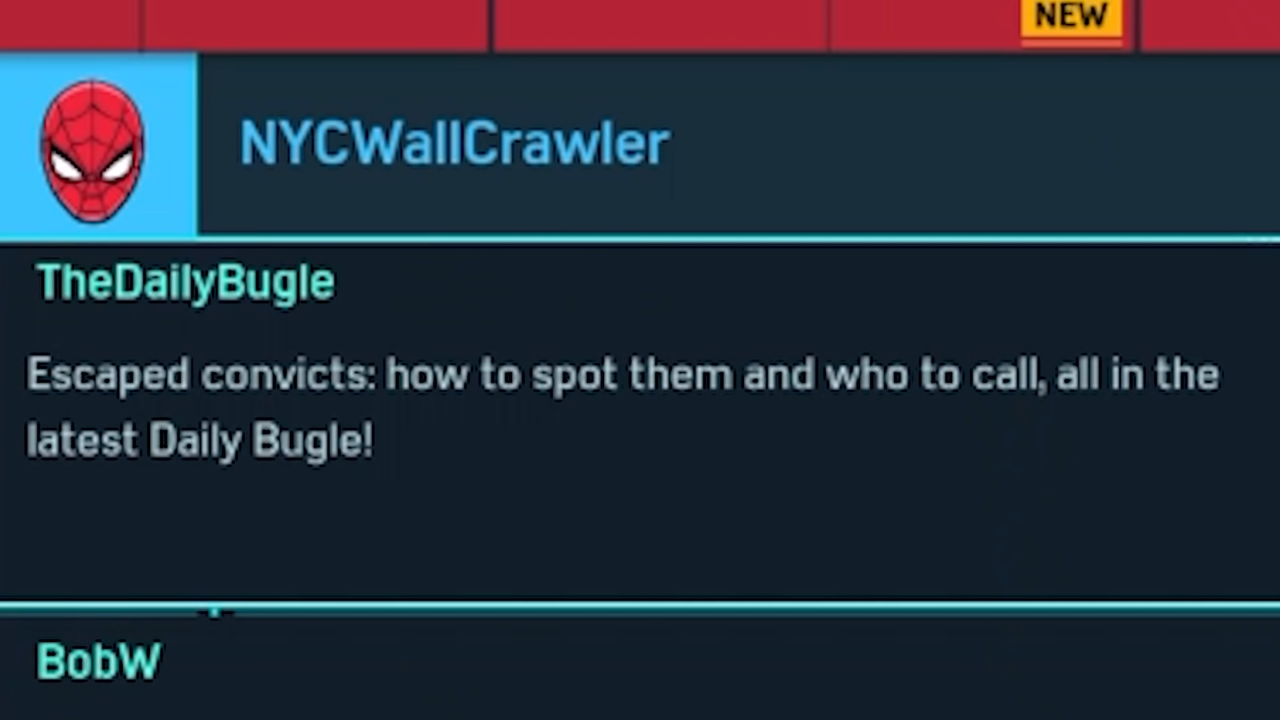 NEW
NYCWallCrawler
TheDailyBugle
Escaped convicts: how to spot them and who to call, all in the
latest Daily Bugle!
BobW